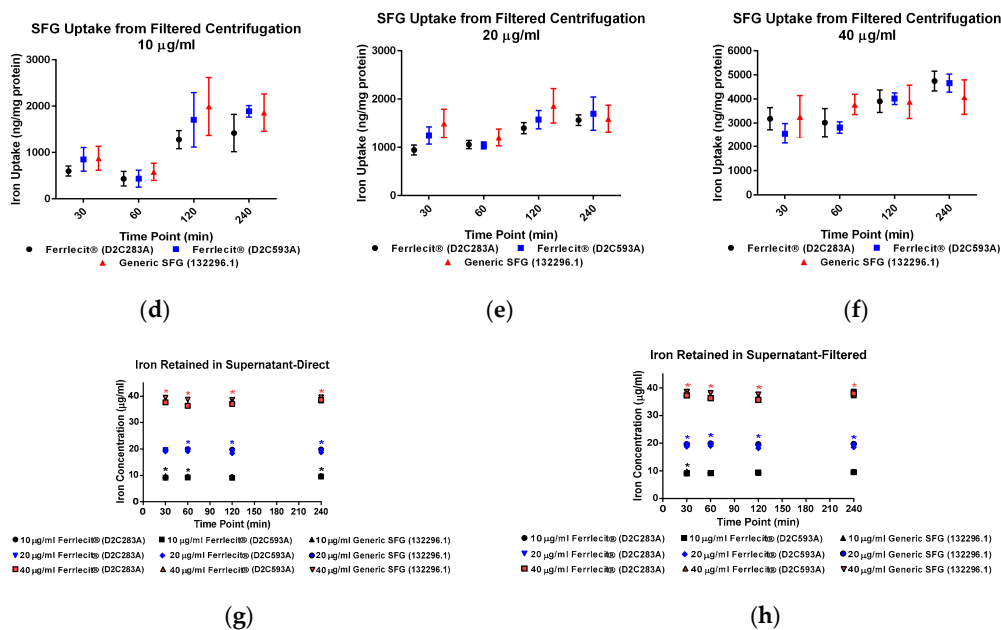 SFG Uptake from Filtered Centrifugation
10 µg/ml
Iron Uptake (ng/mg protein)
3000
2000
1000
0
30
60
120
240
Time Point (min)
Ferrlecit® (D2C283A)
Ferrlecit® (D2C593A)
Generic SFG (132296.1)
(d)
SFG Uptake from Filtered Centrifugation
20 µg/ml
Iron Uptake (ng/mg protein)
3000
2000
1000
0
30
60
120
240
Time Point (min)
Ferrlecit® (D2C283A)
Ferrlecit® (D2C593A)
Generic SFG (132296.1)
(e)
SFG Uptake from Filtered Centrifugation
40 µg/ml
Iron Uptake (ng/mg protein)
6000
5000
4000
3000
2000
1000
0
30
60
120
240
Time Point (min)
Ferrlecit® (D2C283A)
Ferrlecit® (D2C593A)
Generic SFG (132296.1)
(f)
Iron Retained in Supernatant-Direct
Iron Concentration (µg/ml)
40
30
20
10
0
* * * *
* * *
* * *
0 30 60 90 120 150 180 210 240
Time Point (min)
10 µg/ml Ferrlecit® (D2C283A)
10 µg/ml Ferrlecit® (D2C593A)
10 µg/ml Generic SFG (132296.1)
20 µg/ml Ferrlecit® (D2C283A)
20 µg/ml Ferrlecit® (D2C593A)
20 µg/ml Generic SFG (132296.1)
40 µg/ml Ferrlecit® (D2C283A)
40 µg/ml Ferrlecit® (D2C593A)
40 µg/ml Generic SFG (132296.1)
(g)
Iron Retained in Supernatant-Filtered
Iron Concentration (µg/ml)
40
30
20
10
0
* * * *
* * * *
*
0 30 60 90 120 150 180 210 240
Time Point (min)
10 µg/ml Ferrlecit® (D2C283A)
10 µg/ml Ferrlecit® (D2C593A)
10 µg/ml Generic SFG (132296.1)
20 µg/ml Ferrlecit® (D2C283A)
20 µg/ml Ferrlecit® (D2C593A)
20 µg/ml Generic SFG (132296.1)
40 µg/ml Ferrlecit® (D2C283A)
40 µg/ml Ferrlecit® (D2C593A)
40 µg/ml Generic SFG (132296.1)
(h)